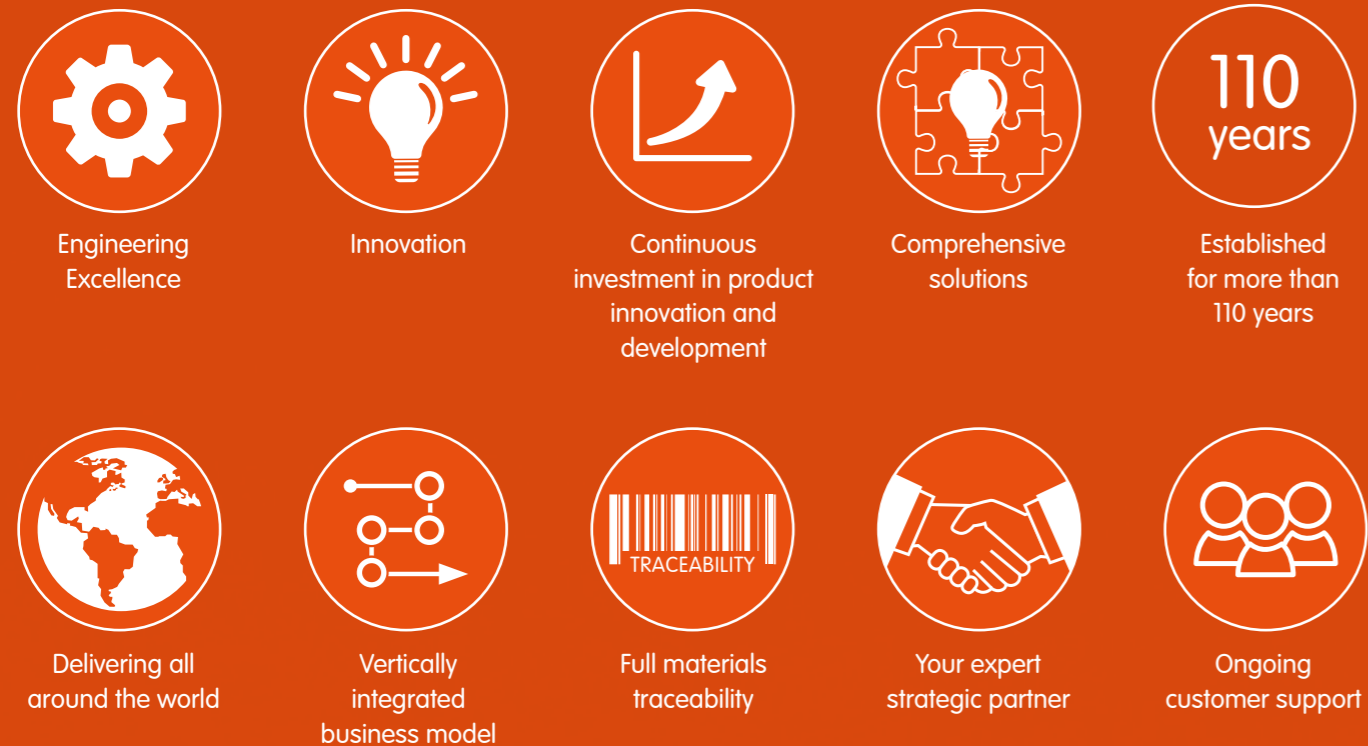 110
years
Engineering
Excellence
Innovation
Continuous
investment in product
innovation and
development
Comprehensive
solutions
Established
for more than
110 years
TRACEABILITY
Delivering all
around the world
Vertically
integrated
business model
Full materials
traceability
Your expert
strategic partner
Ongoing
customer support